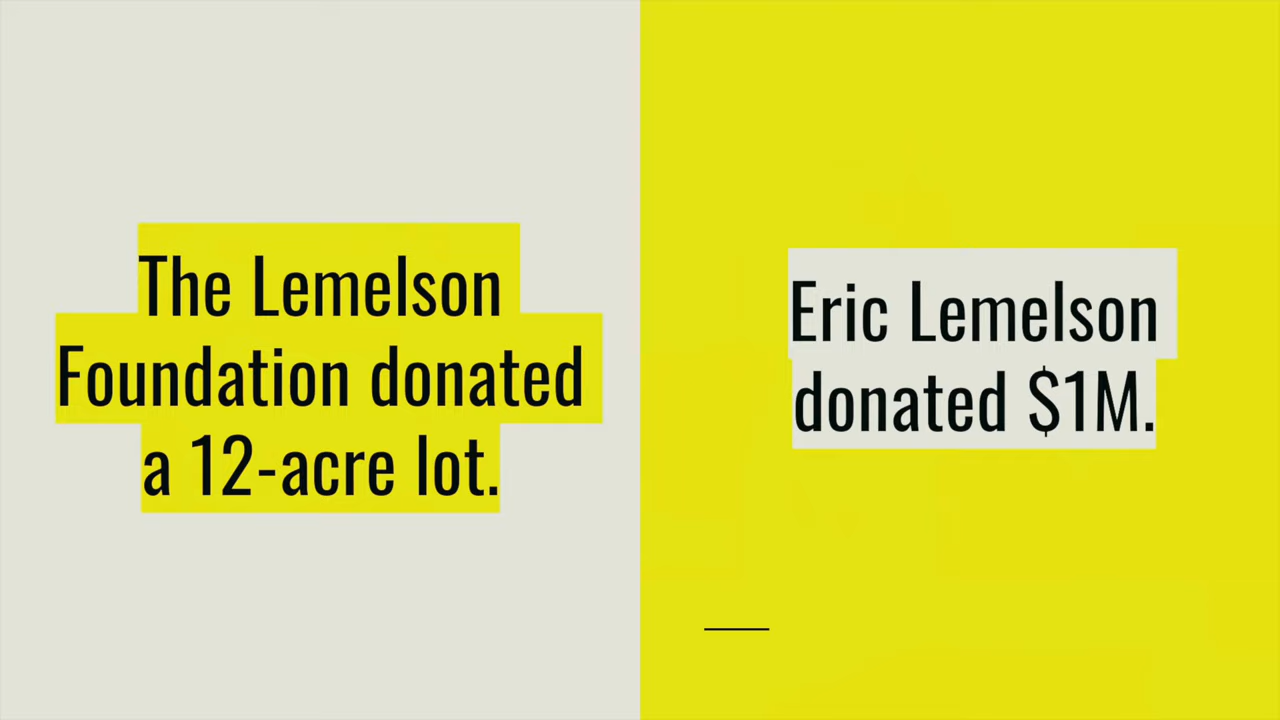 The Lemelson
Foundation donated
a 12-acre lot.
Eric Lemelson
donated $1M.